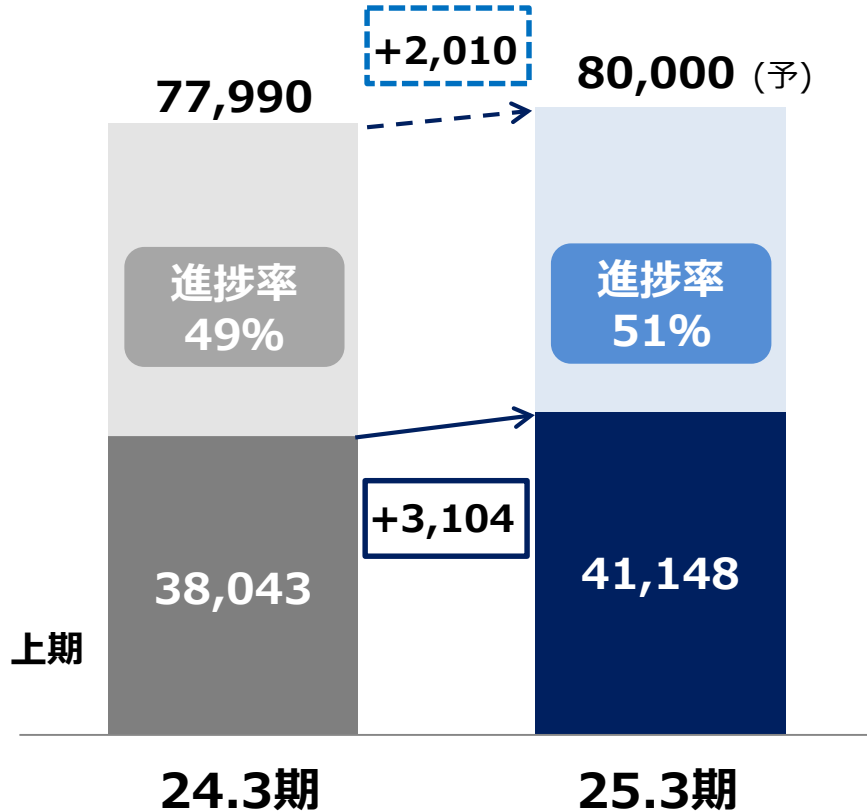 +2,010
77,990
80,000 (予)
進捗率
49%
進捗率
51%
+3,104
38,043
41,148
上期
24.3期
25.3期